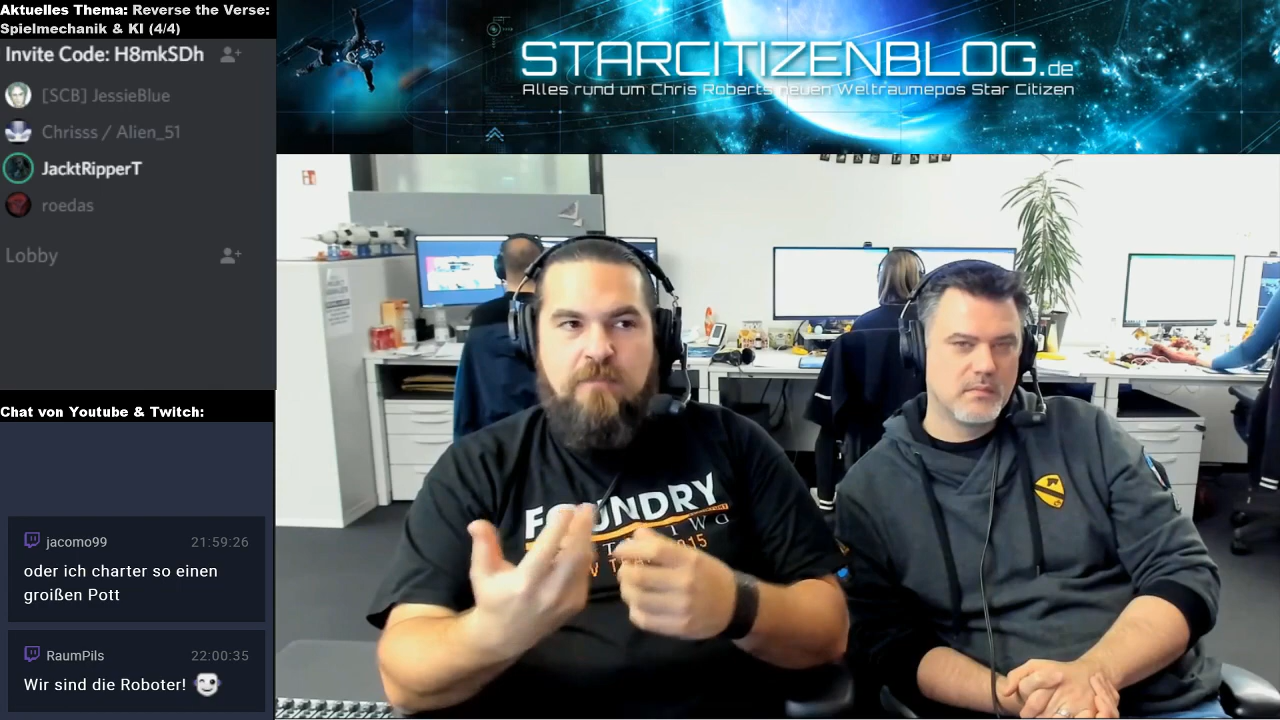 Aktuelles Thema: Reverse the Verse:
Spielmechanik & KI (4/4)
Invite Code: H8mkSDh
[SCB] JessieBlue
Chrisss / Alien_51
JacktRipperT
roedas
Lobby
Chat von Youtube & Twitch:
jacomo99 21:59:26
oder ich charter so einen
groißen Pott
RaumPils 22:00:35
Wir sind die Roboter!
STARCITIZENBLOG.de
Alles rund um Chris Roberts neuen Weltraumepos Star Citizen
FOUNDRY